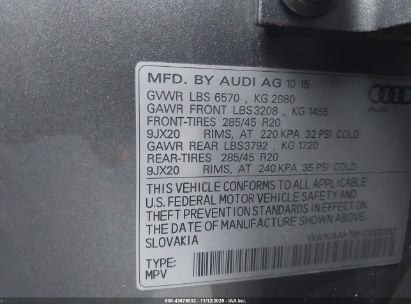 MFD. BY AUDI AG 10 15
GVWR LBS 6570 , KG 2980
GAWR FRONT LBS3208 , KG 1455
FRONT-TIRES 285/45 R20
9JX20 RIMS, AT 220 KPA 32 PSI COLD
GAWR REAR LBS3792 , KG 1720
REAR-TIRES 285/45 R20
9JX20 RIMS, AT 240 KPA 35 PSI COLD
THIS VEHICLE CONFORMS TO ALL APPLICABLE
U.S. FEDERAL MOTOR VEHICLE SAFETY AND
THEFT PREVENTION STANDARDS IN EFFECT ON
THE DATE OF MANUFACTURE SHOWN ABOVE
SLOVAKIA
TYPE:
MPV